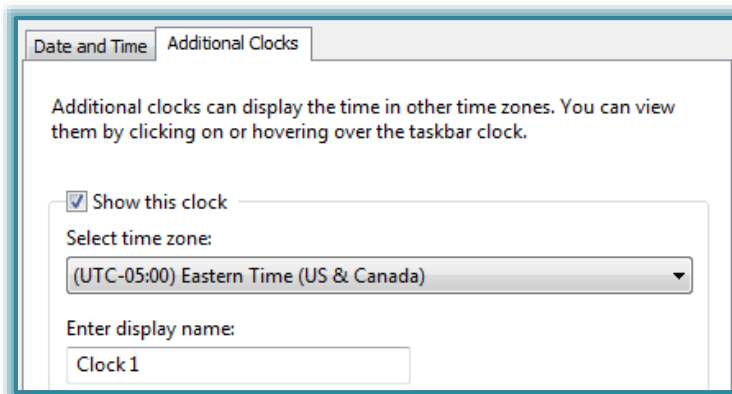 Date and Time
Additional Clocks
Additional clocks can display the time in other time zones. You can view
them by clicking on or hovering over the taskbar clock.
Show this clock
Select time zone:
(UTC-05:00) Eastern Time (US & Canada)
Enter display name:
Clock 1